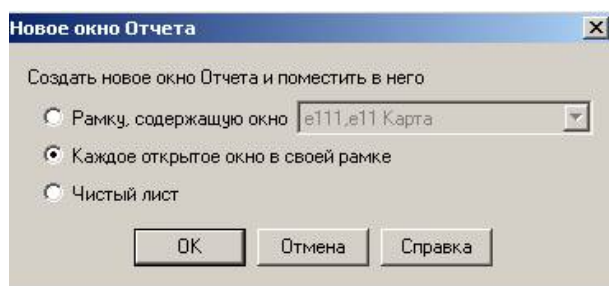 Новое окно Отчета
Создать новое окно Отчета и поместить в него
Рамку, содержащую окно e111,e11 Карта
Каждое открытое окно в своей рамке
Чистый лист
OK Отмена Справка